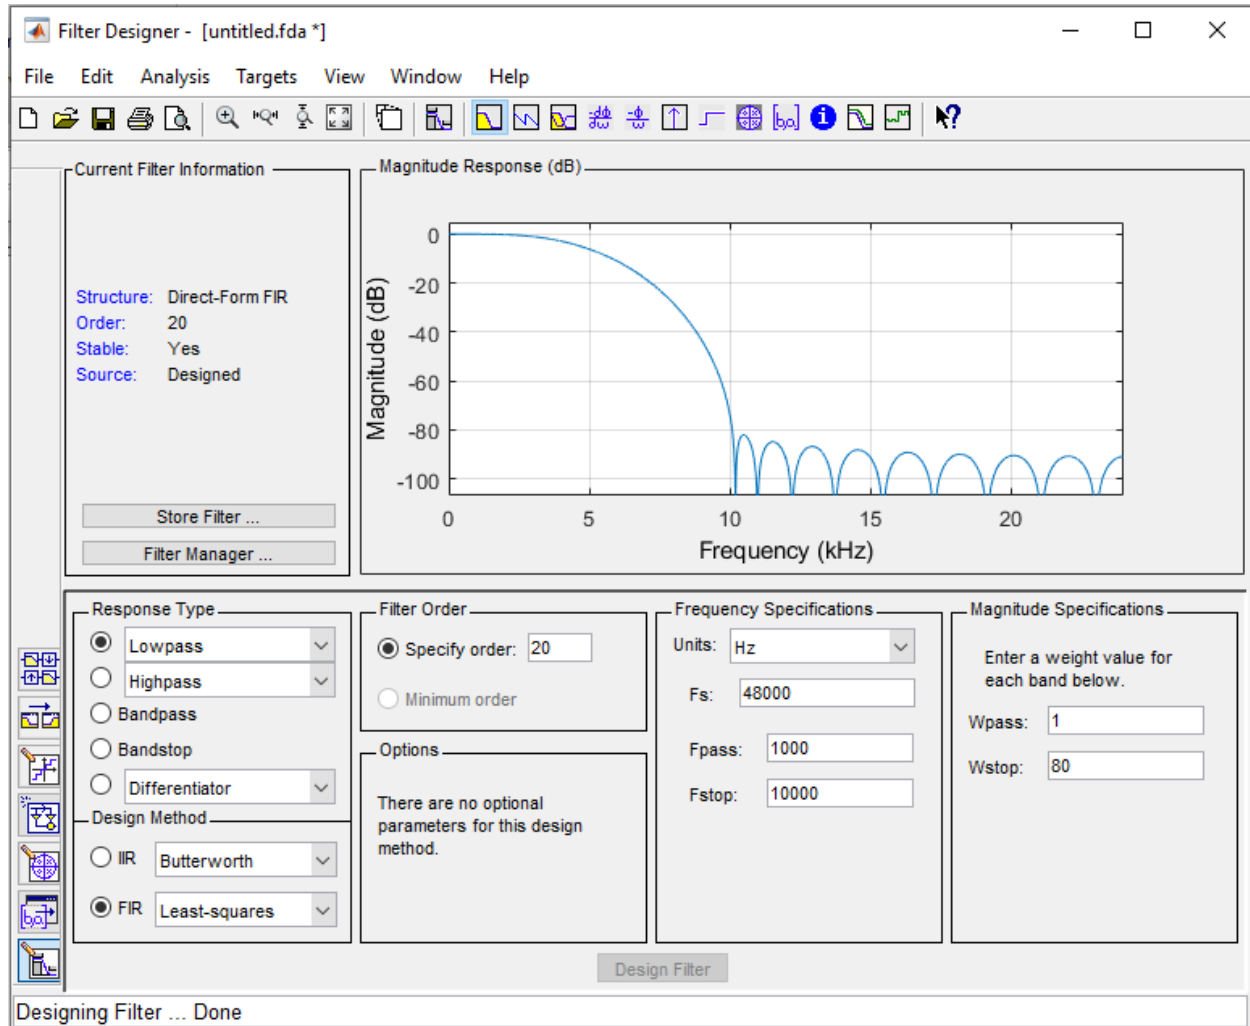 Filter Designer - [untitled.fda *]
File Edit Analysis Targets View Window Help
Current Filter Information
Structure: Direct-Form FIR
Order: 20
Stable: Yes
Source: Designed
Store Filter ...
Filter Manager ...
Magnitude Response (dB)
Magnitude (dB)
0
-20
-40
-60
-80
-100
0 5 10 15 20
Frequency (kHz)
Response Type
Lowpass
Highpass
Bandpass
Bandstop
Differentiator
Design Method
IIR Butterworth
FIR Least-squares
Filter Order
Specify order: 20
Minimum order
Options
There are no optional
parameters for this design
method.
Frequency Specifications
Units: Hz
Fs: 48000
Fpass: 1000
Fstop: 10000
Magnitude Specifications
Enter a weight value for
each band below.
Wpass: 1
Wstop: 80
Design Filter
Designing Filter ... Done